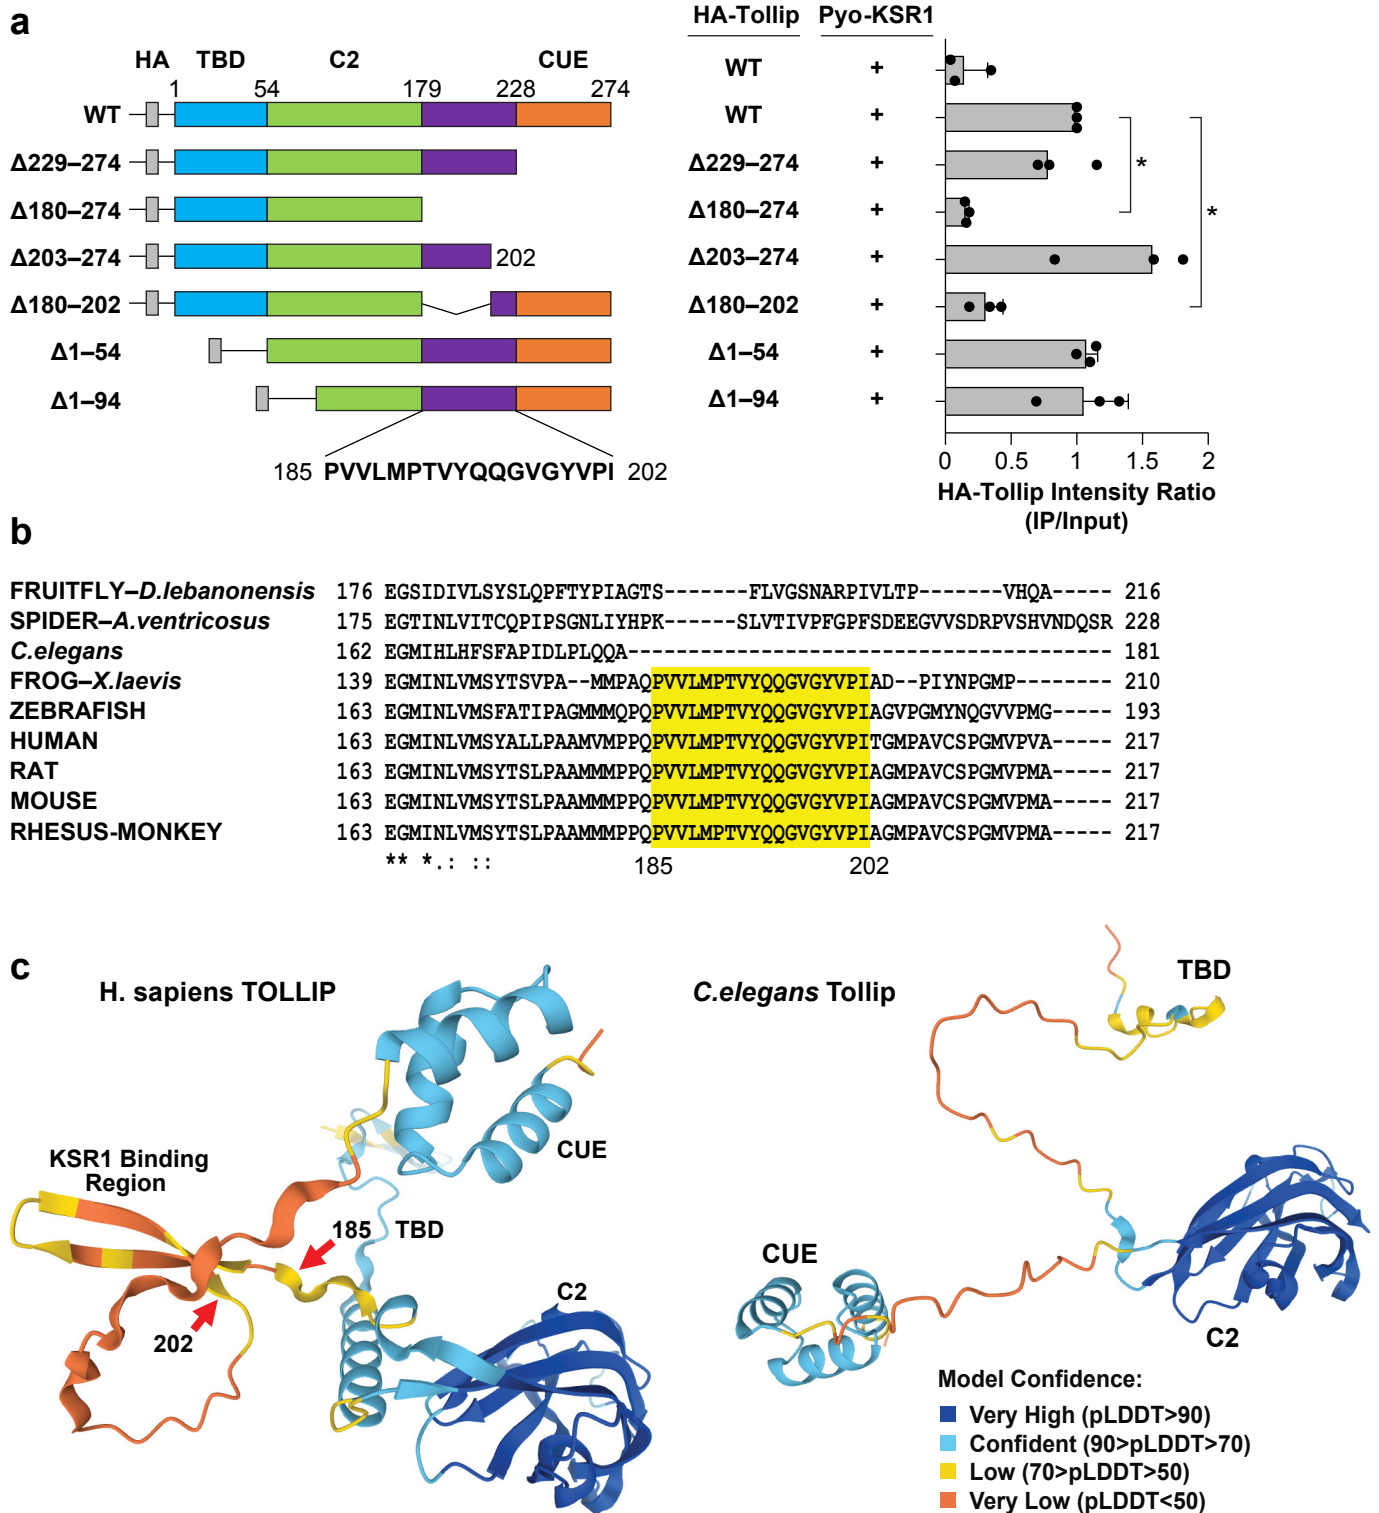 a
HA TBD C2 CUE
1 54 179 228 274
WT
Δ229–274
Δ180–274
Δ203–274 202
Δ180–202
Δ1–54
Δ1–94
185 PVVLMPTVYQQGVGYVPI 202
HA-Tollip Pyo-KSR1
WT +
WT +
Δ229–274 +
Δ180–274 +
Δ203–274 +
Δ180–202 +
Δ1–54 +
Δ1–94 +
*
*
0 0.5 1 1.5 2
HA-Tollip Intensity Ratio
(IP/Input)
b
FRUITFLY–D.lebanonensis 176 EGSIDIVLSYSLQPFTYPIAGTS-------FLVGSNARPIVLTP-------VHQA----- 216
SPIDER–A.ventricosus 175 EGTINLVITCQPIPSGNLIYHPK------SLVTIVPFGPFSDEEGVVSDRPVSHVNDQSR 228
C.elegans 162 EGMIHLHFSFAPIDLPLQQA---------------------------------------- 181
FROG–X.laevis 139 EGMINLVMSYTSVPA--MMPAQPVVLMPTVYQQGVGYVPIAD--PIYNPGMP-------- 210
ZEBRAFISH 163 EGMINLVMSFATIPAGMMMQPQPVVLMPTVYQQGVGYVPIAGVPGMYNQGVVPMG----- 193
HUMAN 163 EGMINLVMSYALLPAAMVMPPQPVVLMPTVYQQGVGYVPITGMPAVCSPGMVPVA----- 217
RAT 163 EGMINLVMSYTSLPAAMMMPPQPVVLMPTVYQQGVGYVPIAGMPAVCSPGMVPMA----- 217
MOUSE 163 EGMINLVMSYTSLPAAMMMPPQPVVLMPTVYQQGVGYVPIAGMPAVCSPGMVPMA----- 217
RHESUS-MONKEY 163 EGMINLVMSYTSLPAAMMMPPQPVVLMPTVYQQGVGYVPIAGMPAVCSPGMVPMA----- 217
** *.: ::
185 202
c
H. sapiens TOLLIP
CUE
KSR1 Binding
Region
185
TBD
202
C2
C.elegans Tollip
TBD
CUE
C2
Model Confidence:
Very High (pLDDT>90)
Confident (90>pLDDT>70)
Low (70>pLDDT>50)
Very Low (pLDDT<50)